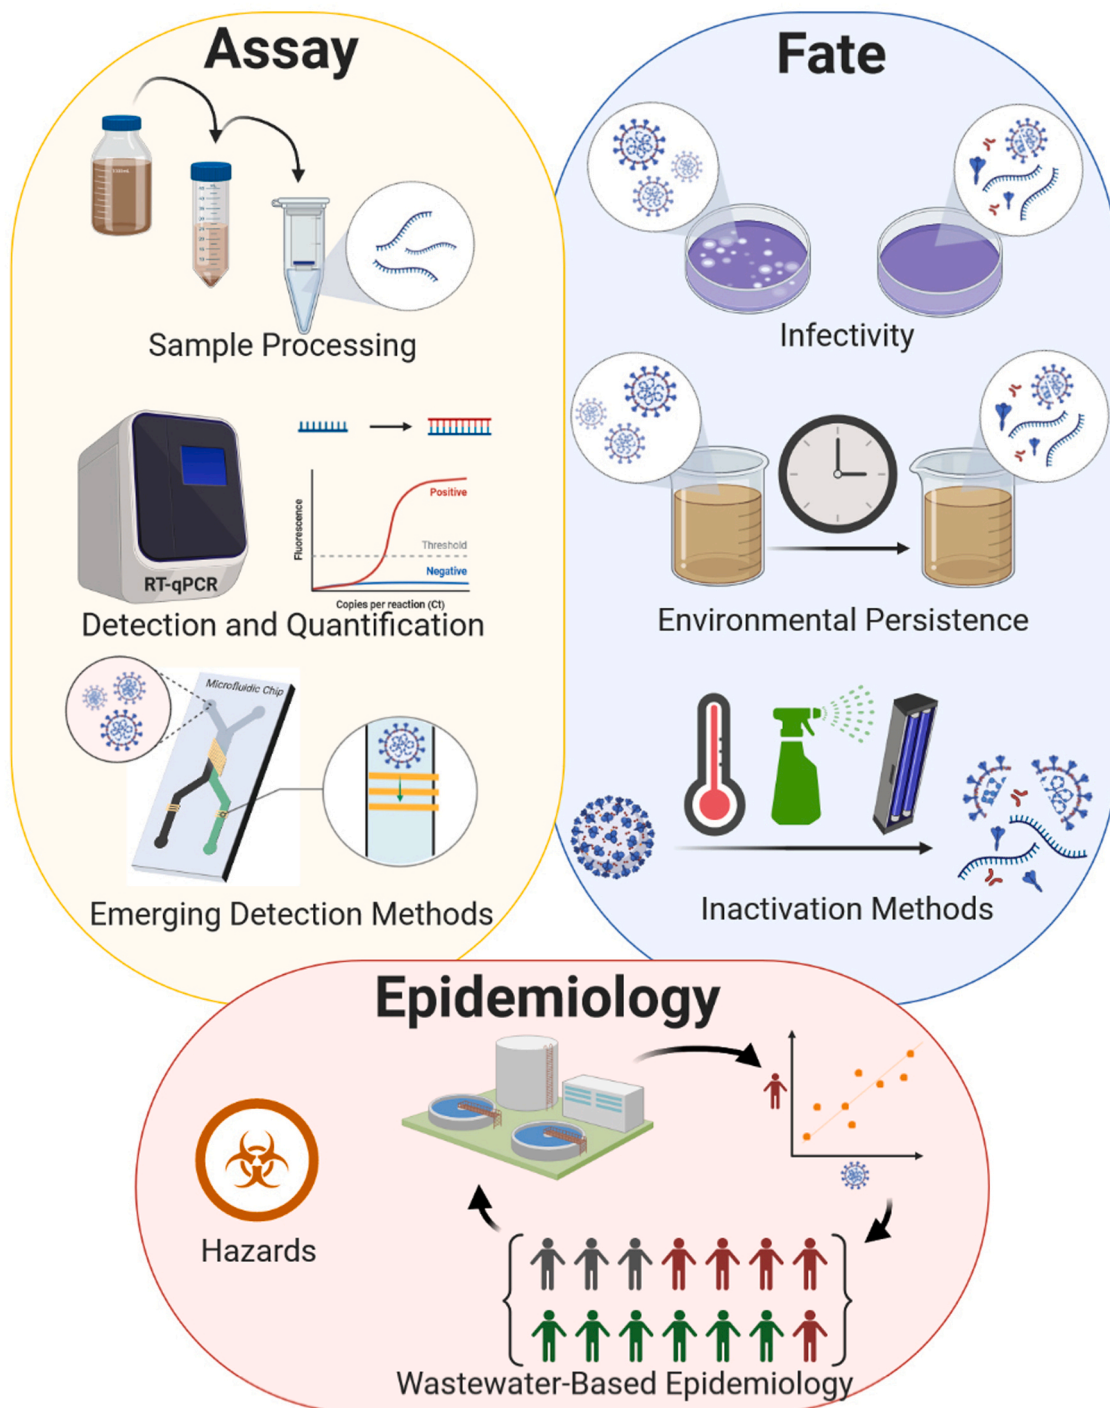 Assay
Sample Processing
Fluorescence
Positive
Threshold
Negative
Copies per reaction (Ct)
RT-qPCR
Detection and Quantification
Microfluidic Chip
Emerging Detection Methods
Fate
Infectivity
Environmental Persistence
Inactivation Methods
Epidemiology
Hazards
Wastewater-Based Epidemiology